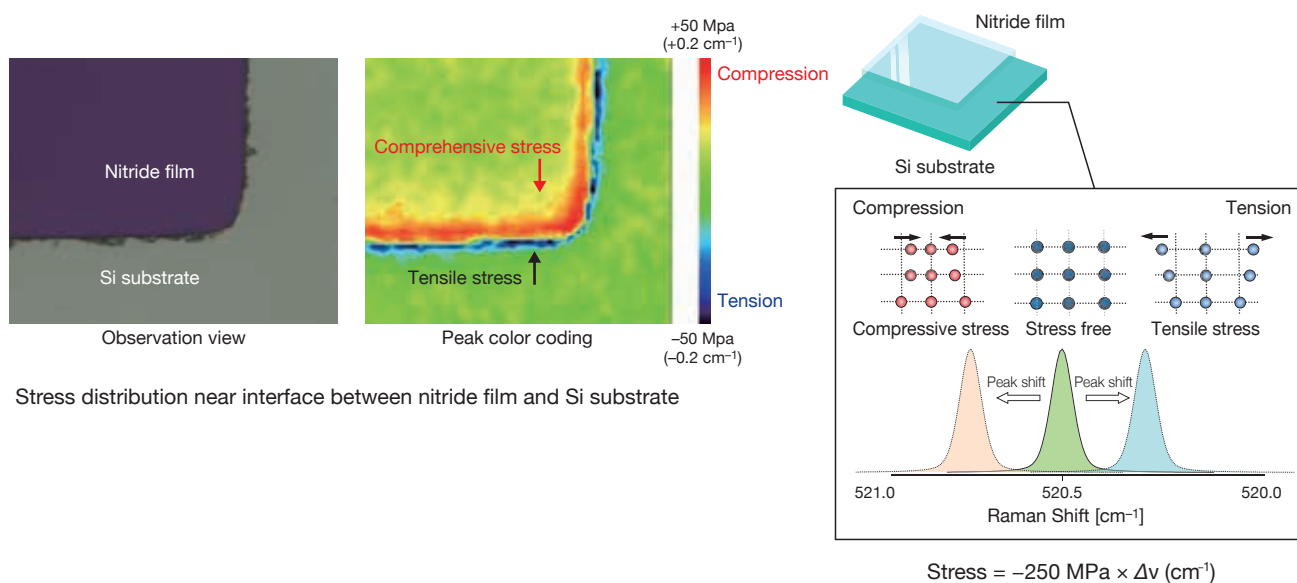 +50 Mpa
(+0.2 cm⁻¹)
Compression
Nitride film
Comprehensive stress
Si substrate
Tensile stress
Tension
Observation view
Peak color coding
–50 Mpa
(–0.2 cm⁻¹)
Stress distribution near interface between nitride film and Si substrate
Nitride film
Si substrate
Compression
Tension
Compressive stress
Stress free
Tensile stress
Peak shift
Peak shift
521.0
520.5
520.0
Raman Shift [cm⁻¹]
Stress = –250 MPa × Δν (cm⁻¹)